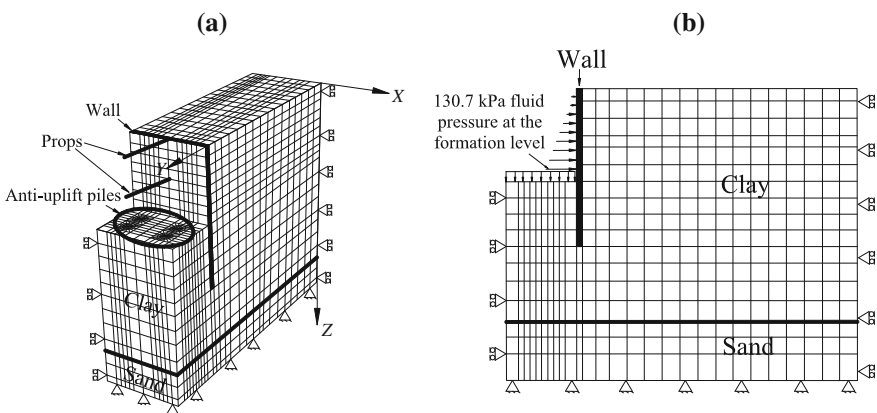 (a)
Wall
Props
Anti-uplift piles
X
Y
Z
Clay
Sand
(b)
Wall
130.7 kPa fluid
pressure at the
formation level
Clay
Sand